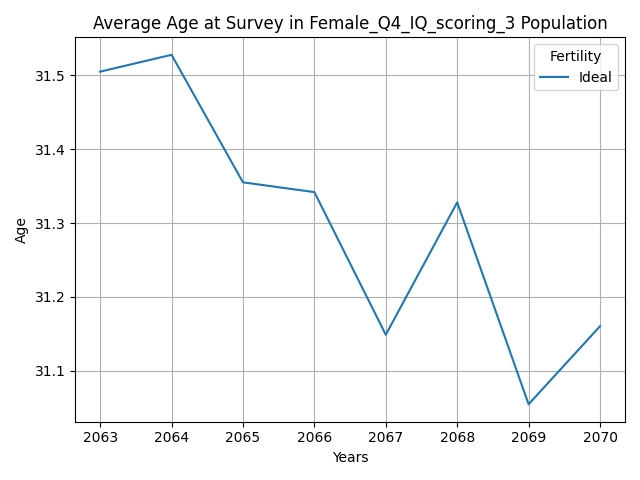 Average Age at Survey in Female_Q4_IQ_scoring_3 Population
Fertility
Ideal
31.5
31.4
31.3
31.2
31.1
Age
2063 2064 2065 2066 2067 2068 2069 2070
Years